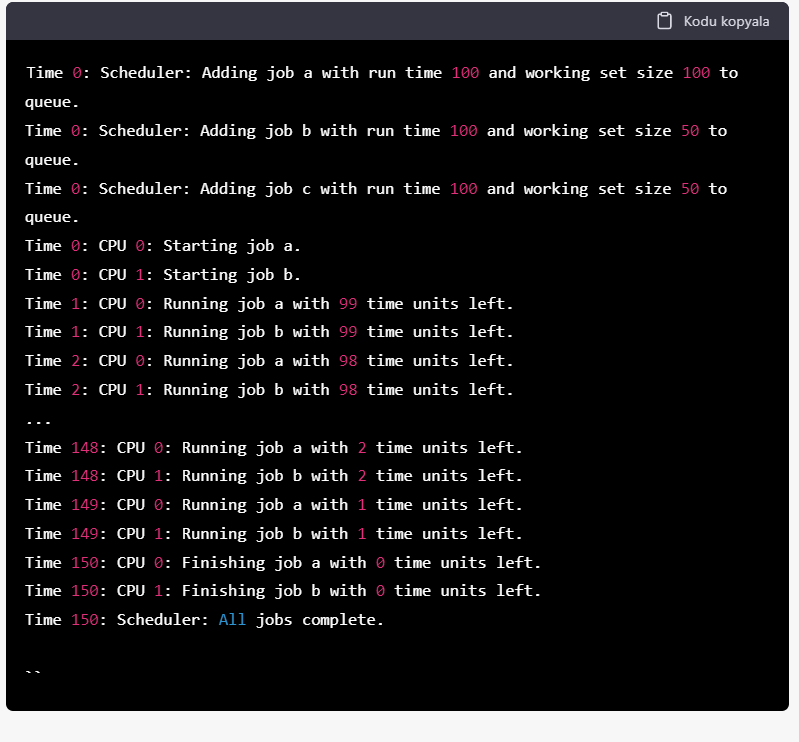 Kodu kopyala
Time 0: Scheduler: Adding job a with run time 100 and working set size 100 to
queue.
Time 0: Scheduler: Adding job b with run time 100 and working set size 50 to
queue.
Time 0: Scheduler: Adding job c with run time 100 and working set size 50 to
queue.
Time 0: CPU 0: Starting job a.
Time 0: CPU 1: Starting job b.
Time 1: CPU 0: Running job a with 99 time units left.
Time 1: CPU 1: Running job b with 99 time units left.
Time 2: CPU 0: Running job a with 98 time units left.
Time 2: CPU 1: Running job b with 98 time units left.
...
Time 148: CPU 0: Running job a with 2 time units left.
Time 148: CPU 1: Running job b with 2 time units left.
Time 149: CPU 0: Running job a with 1 time units left.
Time 149: CPU 1: Running job b with 1 time units left.
Time 150: CPU 0: Finishing job a with 0 time units left.
Time 150: CPU 1: Finishing job b with 0 time units left.
Time 150: Scheduler: All jobs complete.
``